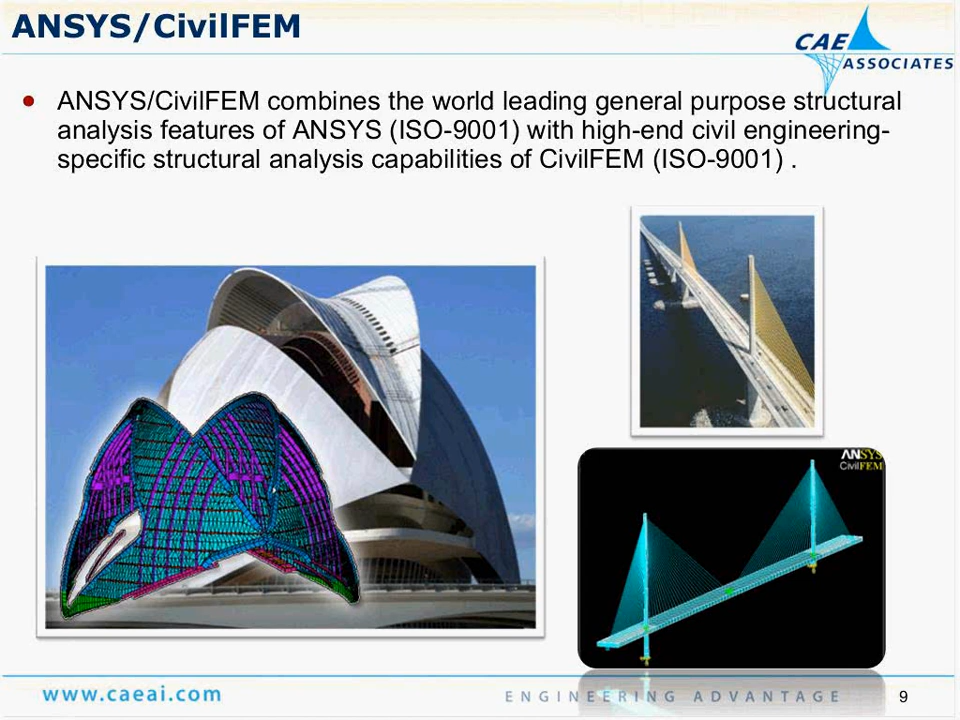 ANSYS/CivilFEM
CAE
ASSOCIATES
• ANSYS/CivilFEM combines the world leading general purpose structural
analysis features of ANSYS (ISO-9001) with high-end civil engineering-
specific structural analysis capabilities of CivilFEM (ISO-9001) .
ANSYS
CivilFEM
www.caeai.com
ENGINEERING ADVANTAGE
9